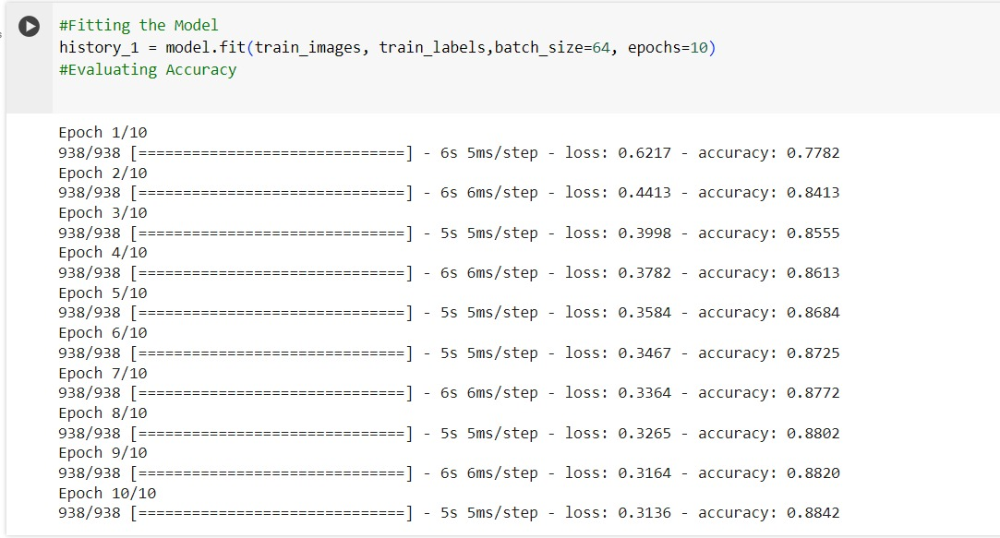 #Fitting the Model
history_1 = model.fit(train_images, train_labels,batch_size=64, epochs=10)
#Evaluating Accuracy
Epoch 1/10
938/938 [==============================] - 6s 5ms/step - loss: 0.6217 - accuracy: 0.7782
Epoch 2/10
938/938 [==============================] - 6s 6ms/step - loss: 0.4413 - accuracy: 0.8413
Epoch 3/10
938/938 [==============================] - 5s 5ms/step - loss: 0.3998 - accuracy: 0.8555
Epoch 4/10
938/938 [==============================] - 6s 6ms/step - loss: 0.3782 - accuracy: 0.8613
Epoch 5/10
938/938 [==============================] - 5s 5ms/step - loss: 0.3584 - accuracy: 0.8684
Epoch 6/10
938/938 [==============================] - 5s 5ms/step - loss: 0.3467 - accuracy: 0.8725
Epoch 7/10
938/938 [==============================] - 6s 6ms/step - loss: 0.3364 - accuracy: 0.8772
Epoch 8/10
938/938 [==============================] - 5s 5ms/step - loss: 0.3265 - accuracy: 0.8802
Epoch 9/10
938/938 [==============================] - 6s 6ms/step - loss: 0.3164 - accuracy: 0.8820
Epoch 10/10
938/938 [==============================] - 5s 5ms/step - loss: 0.3136 - accuracy: 0.8842